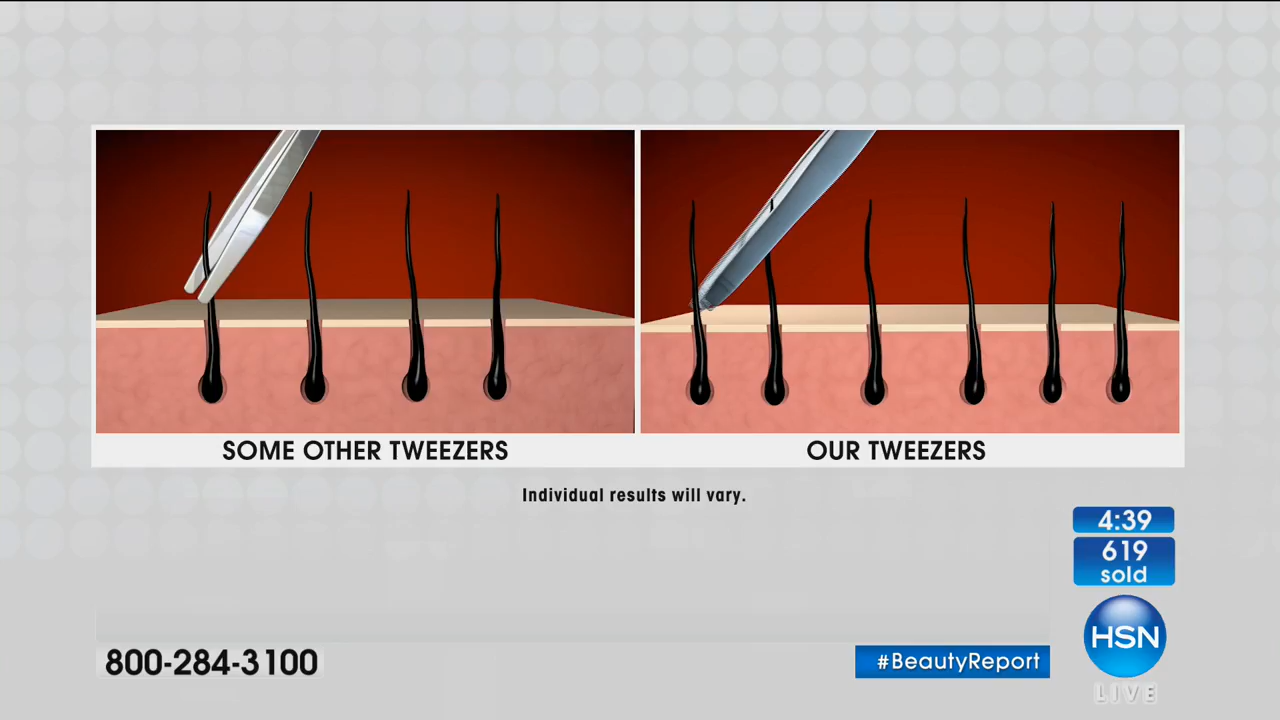 SOME OTHER TWEEZERS
OUR TWEEZERS
Individual results will vary.
4:39
619
sold
HSN
LIVE
800-284-3100
#BeautyReport